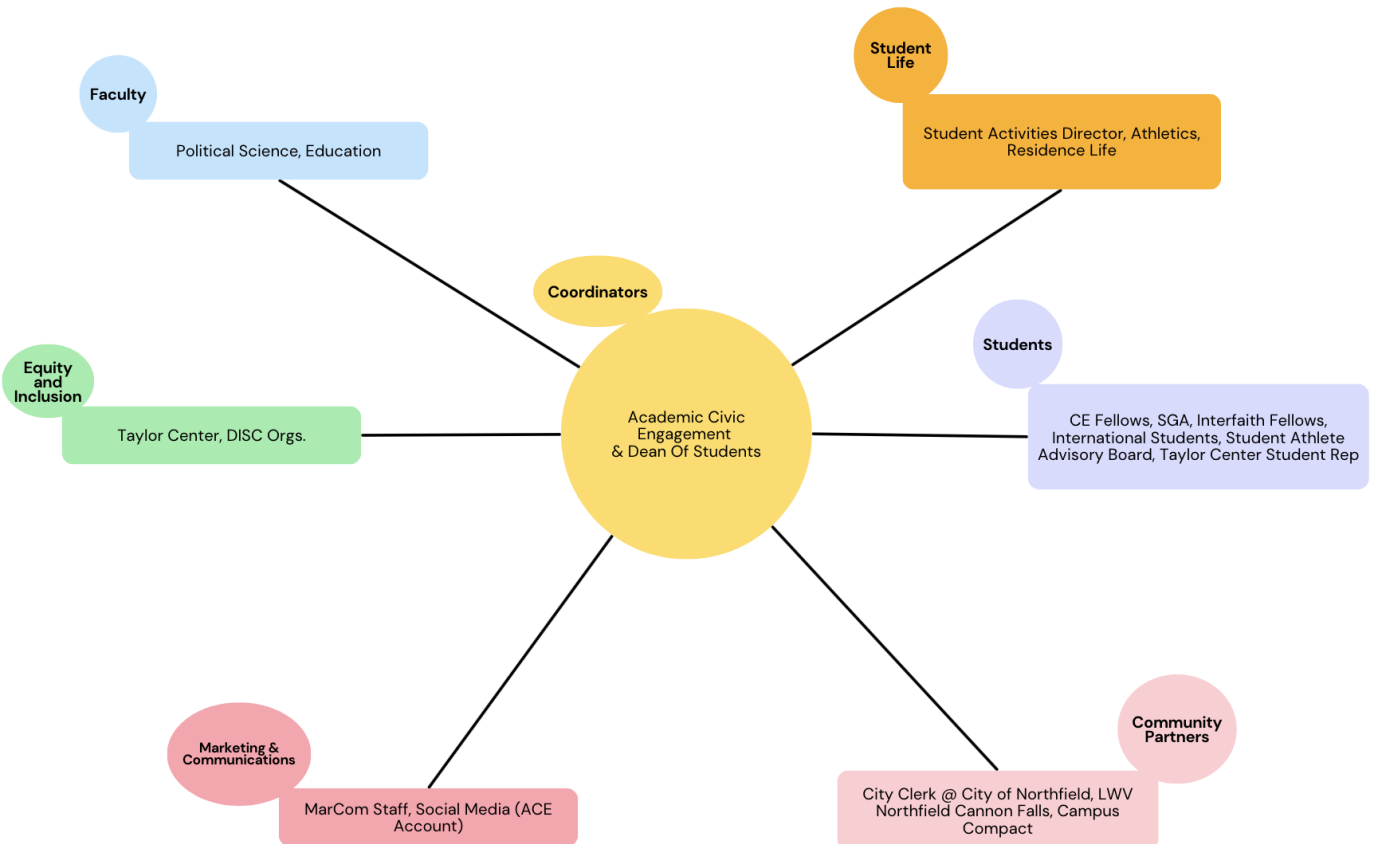 Student
Life
Faculty
Student Activities Director, Athletics,
Residence Life
Political Science, Education
Coordinators
Students
Equity
and
Inclusion
Academic Civic
Engagement
& Dean Of Students
CE Fellows, SGA, Interfaith Fellows,
International Students, Student Athlete
Advisory Board, Taylor Center Student Rep
Taylor Center, DISC Orgs.
Community
Partners
Marketing &
Communications
City Clerk @ City of Northfield, LWV
Northfield Cannon Falls, Campus
Compact
MarCom Staff, Social Media (ACE
Account)